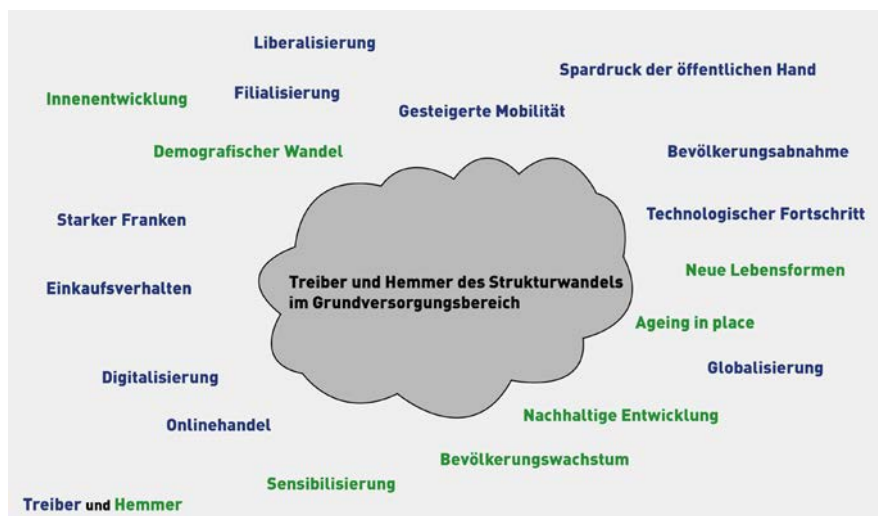 Liberalisierung
Spardruck der öffentlichen Hand
Innenentwicklung
Filialisierung
Gesteigerte Mobilität
Demografischer Wandel
Bevölkerungsabnahme
Starker Franken
Technologischer Fortschritt
Neue Lebensformen
Einkaufsverhalten
Treiber und Hemmer des Strukturwandels
im Grundversorgungsbereich
Ageing in place
Globalisierung
Digitalisierung
Nachhaltige Entwicklung
Onlinehandel
Bevölkerungswachstum
Sensibilisierung
Treiber und Hemmer